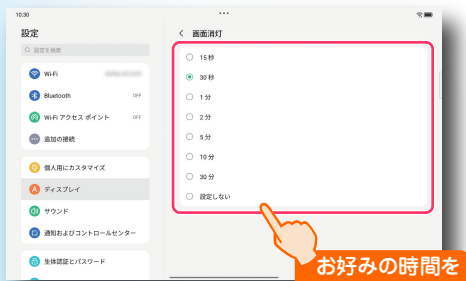 10:30
設定
設定を検索
Wi-Fi
Bluetooth OFF
Wi-Fi アクセス ポイント OFF
追加の接続
個人用にカスタマイズ
ディスプレイ
サウンド
通知およびコントロールセンター
生体認証とパスワード
画面消灯
15 秒
30 秒
1 分
2 分
5 分
10 分
30 分
設定しない
お好みの時間を